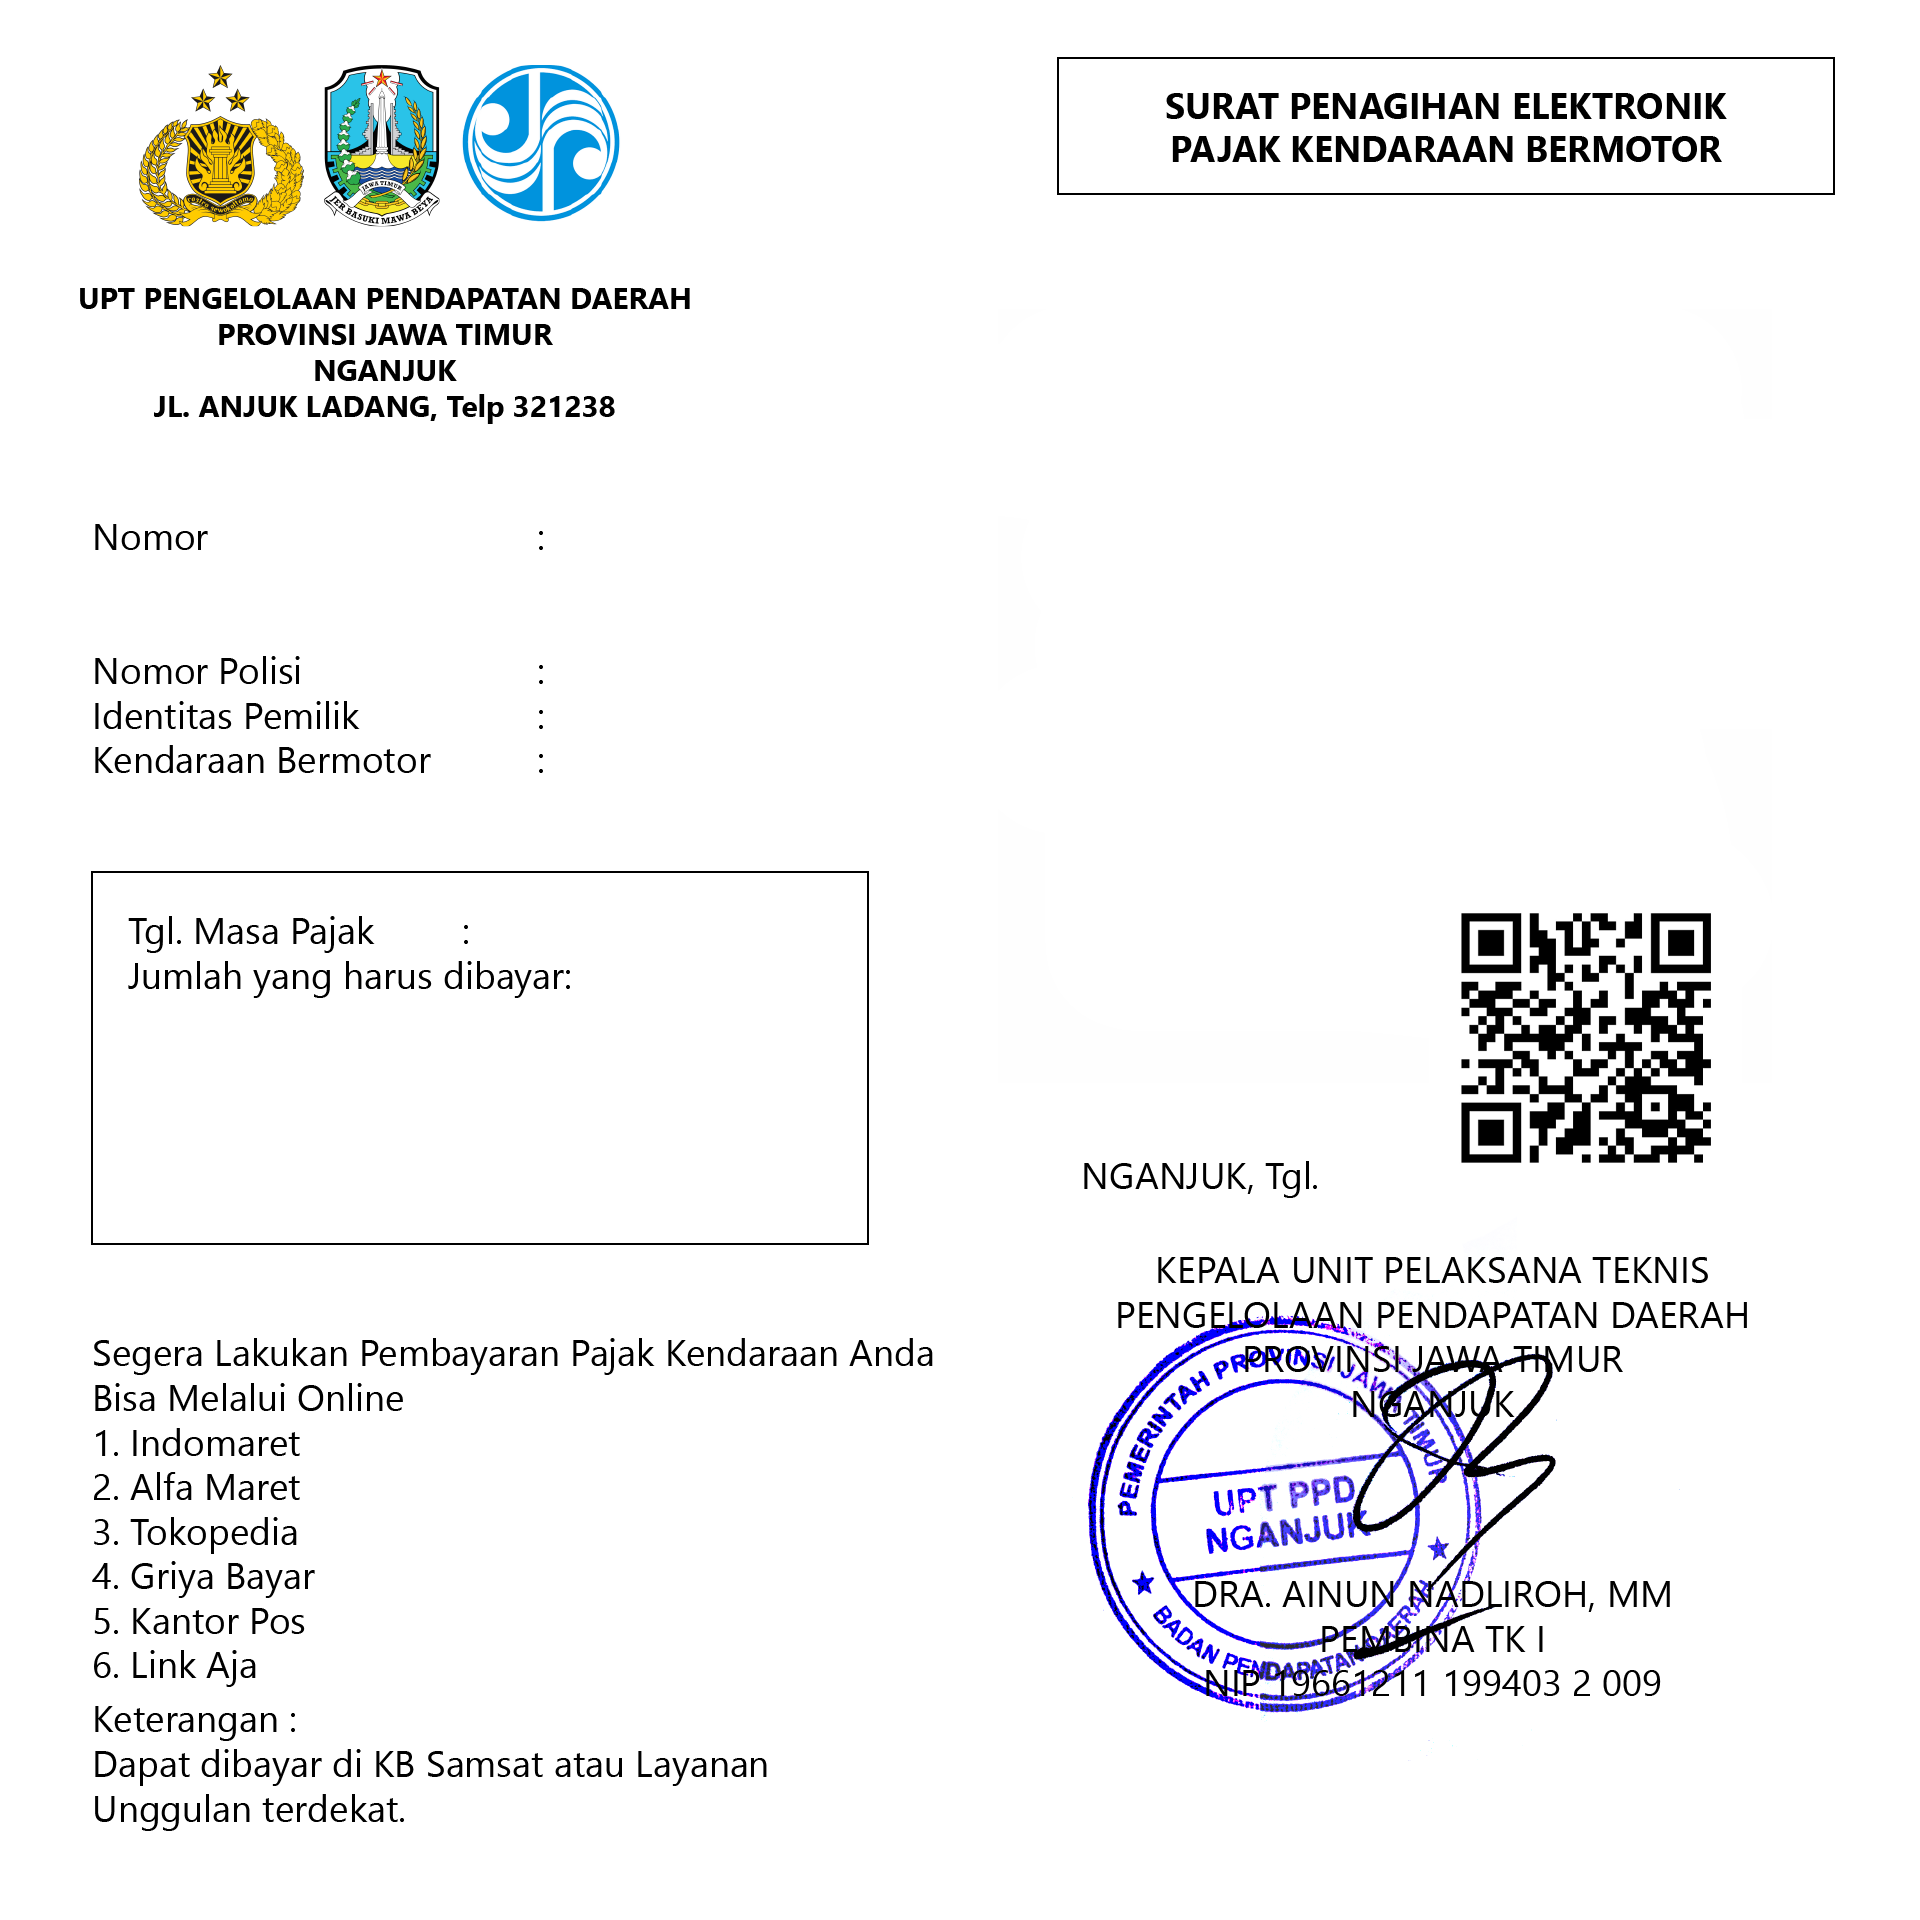 SURAT PENAGIHAN ELEKTRONIK
PAJAK KENDARAAN BERMOTOR
JAWA TIMUR
JER BASUKI MAWA BEYA
UPT PENGELOLAAN PENDAPATAN DAERAH
PROVINSI JAWA TIMUR
NGANJUK
JL. ANJUK LADANG, Telp 321238
Nomor :
Nomor Polisi :
Identitas Pemilik :
Kendaraan Bermotor :
Tgl. Masa Pajak :
Jumlah yang harus dibayar:
NGANJUK, Tgl.
KEPALA UNIT PELAKSANA TEKNIS
PENGELOLAAN PENDAPATAN DAERAH
PROVINSI JAWA TIMUR
NGANJUK
PEMERINTAH PROVINSI JAWA TIMUR
UPT PPD
NGANJUK
BADAN PENDAPATAN DAERAH
DRA. AINUN NADLIROH, MM
PEMBINA TK I
NIP 19661211 199403 2 009
Segera Lakukan Pembayaran Pajak Kendaraan Anda
Bisa Melalui Online
1. Indomaret
2. Alfa Maret
3. Tokopedia
4. Griya Bayar
5. Kantor Pos
6. Link Aja
Keterangan :
Dapat dibayar di KB Samsat atau Layanan
Unggulan terdekat.